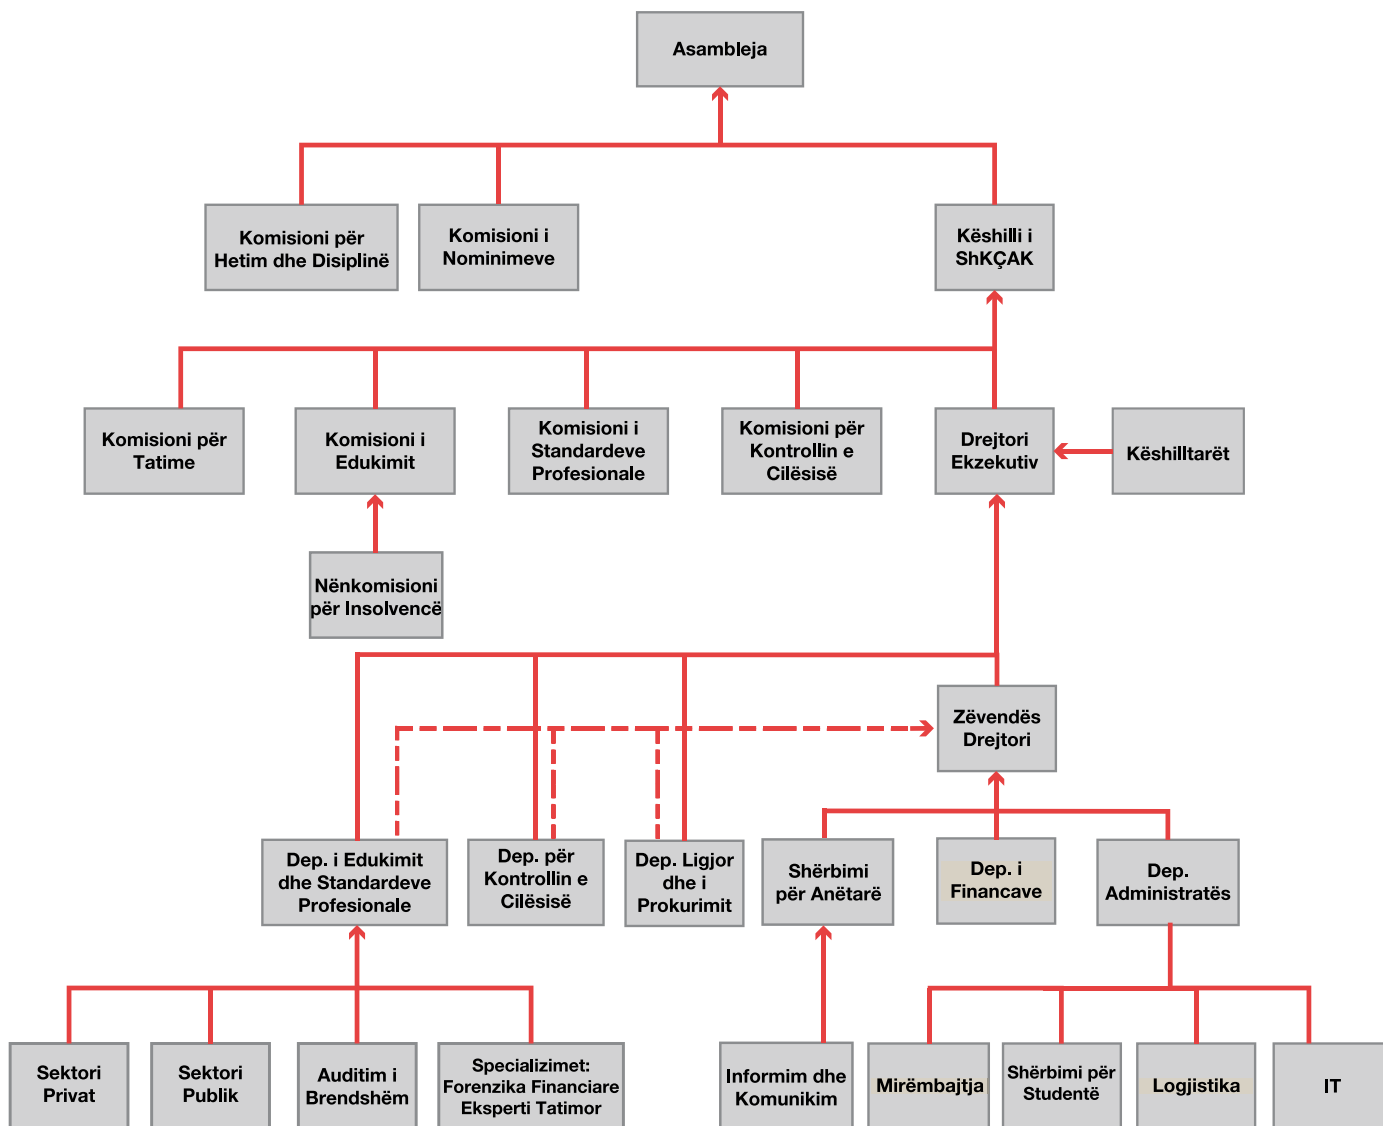 Asambleja
Komisioni për
Hetim dhe Disiplinë
Komisioni i
Nominimeve
Këshilli i
ShKÇAK
Komisioni për
Tatime
Komisioni i
Edukimit
Komisioni i
Standardeve
Profesionale
Komisioni për
Kontrollin e
Cilësisë
Drejtori
Ekzekutiv
Këshilltarët
Nënkomisioni
për Insolvencë
Zëvendës
Drejtori
Dep. i Edukimit
dhe Standardeve
Profesionale
Dep. për
Kontrollin e
Cilësisë
Dep. Ligjor
dhe i
Prokurimit
Shërbimi
për Anëtarë
Dep. i
Financave
Dep.
Administratës
Sektori
Privat
Sektori
Publik
Auditim i
Brendshëm
Specializimet:
Forenzika Financiare
Eksperti Tatimor
Informim dhe
Komunikim
Mirëmbajtja
Shërbimi për
Studentë
Logjistika
IT